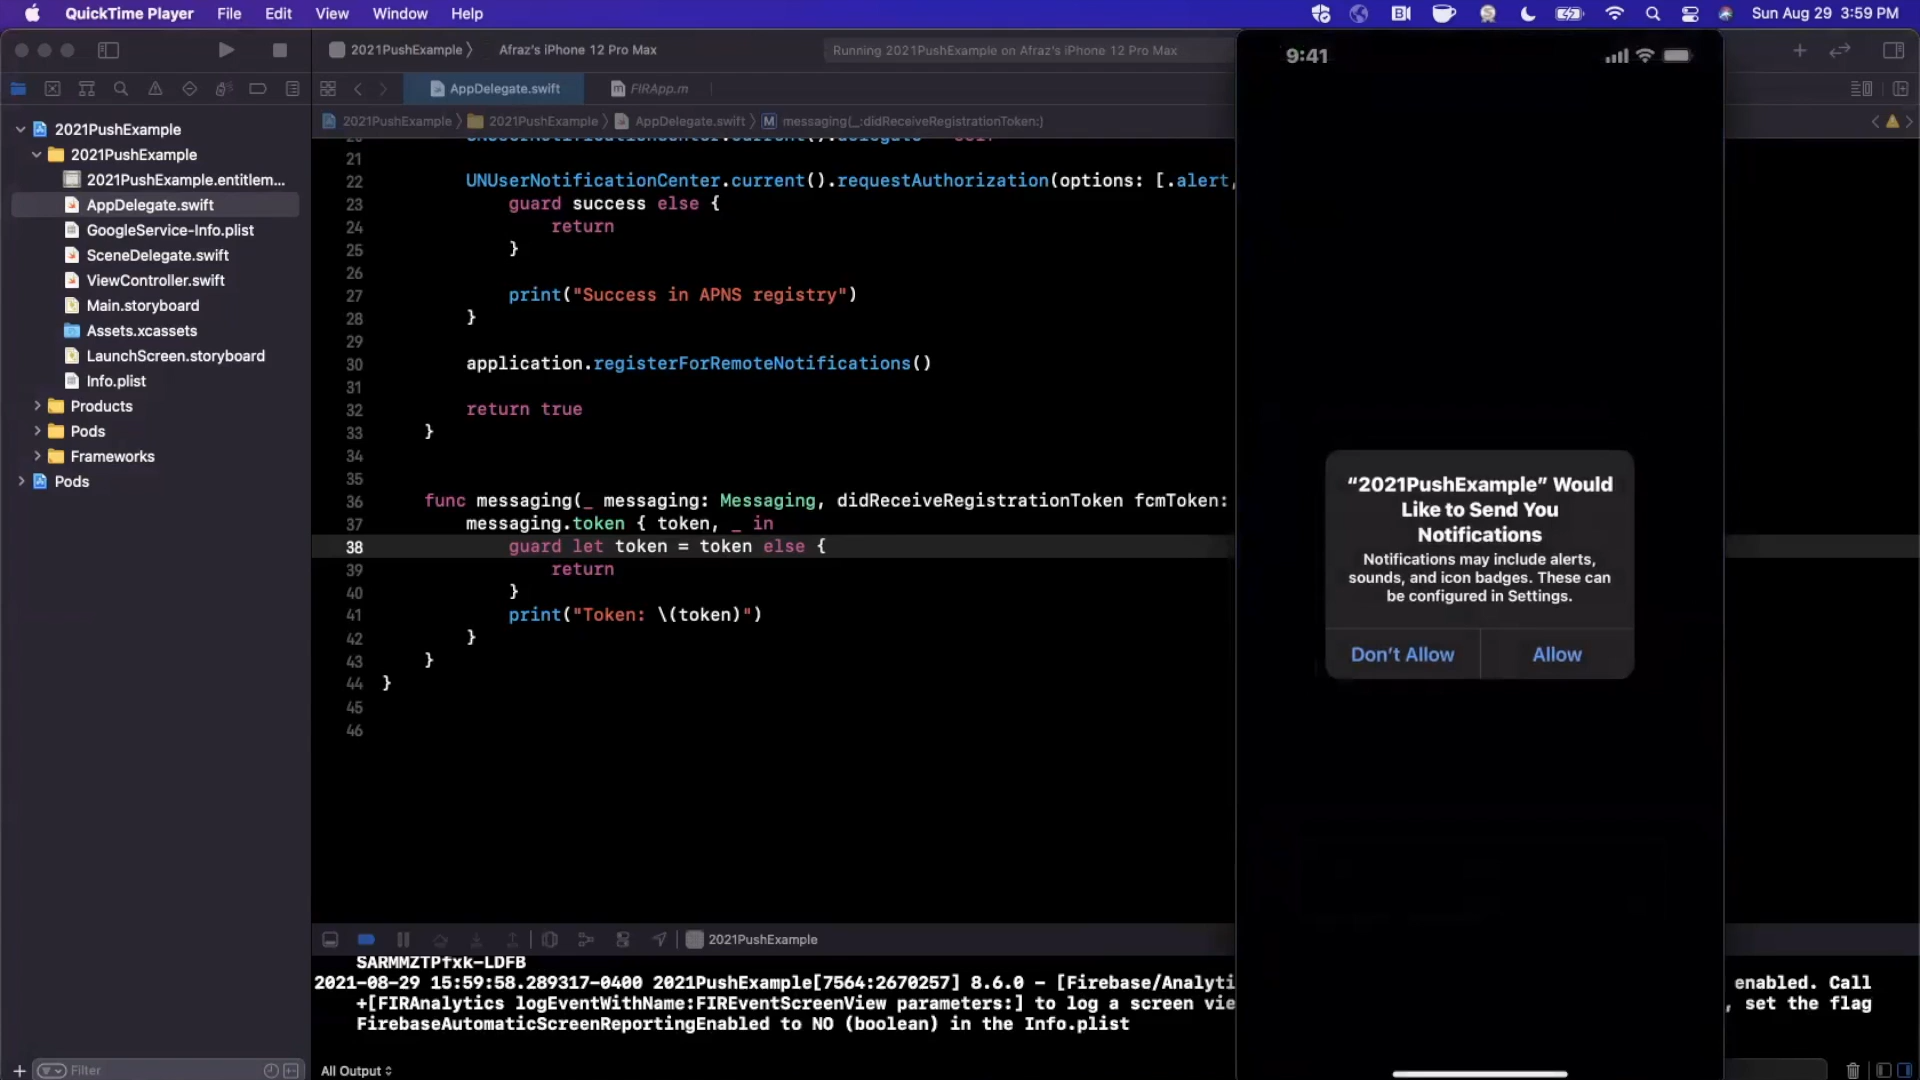 QuickTime Player File Edit View Window Help
Sun Aug 29 3:59 PM
2021PushExample
Afraz's iPhone 12 Pro Max
Running 2021PushExample on Afraz's iPhone 12 Pro Max
AppDelegate.swift
FIRApp.m
2021PushExample
2021PushExample
AppDelegate.swift
messaging(_:didReceiveRegistrationToken:)
2021PushExample
2021PushExample
2021PushExample.entitlem...
AppDelegate.swift
GoogleService-Info.plist
SceneDelegate.swift
ViewController.swift
Main.storyboard
Assets.xcassets
LaunchScreen.storyboard
Info.plist
Products
Pods
Frameworks
Pods
Filter
21
22 UNUserNotificationCenter.current().requestAuthorization(options: [.alert,
23 guard success else {
24 return
25 }
26
27 print("Success in APNS registry")
28 }
29
30 application.registerForRemoteNotifications()
31
32 return true
33 }
34
35
36 func messaging(_ messaging: Messaging, didReceiveRegistrationToken fcmToken:
37 messaging.token { token, _ in
38 guard let token = token else {
39 return
40 }
41 print("Token: \(token)")
42 }
43 }
44 }
45
46
2021PushExample
SARMMZTPfxk-LDFB
2021-08-29 15:59:58.289317-0400 2021PushExample[7564:2670257] 8.6.0 - [Firebase/Analyti enabled. Call
+[FIRAnalytics logEventWithName:FIREventScreenView parameters:] to log a screen vie , set the flag
FirebaseAutomaticScreenReportingEnabled to NO (boolean) in the Info.plist
All Output
9:41
“2021PushExample” Would
Like to Send You
Notifications
Notifications may include alerts,
sounds, and icon badges. These can
be configured in Settings.
Don’t Allow
Allow